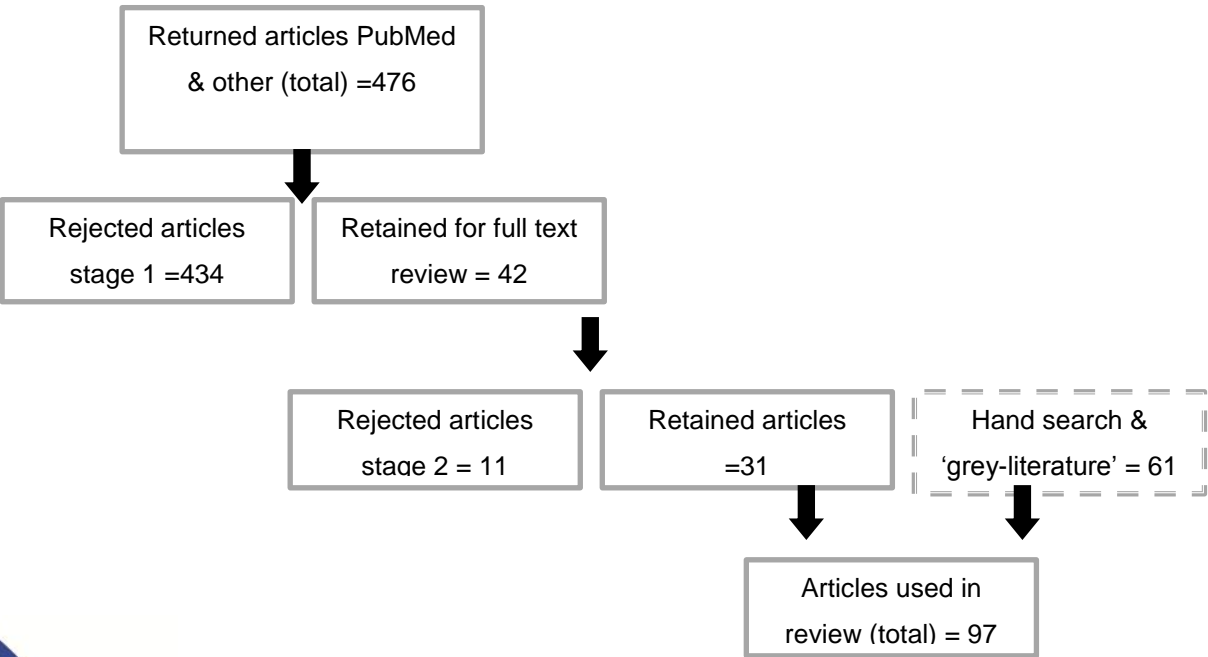 Returned articles PubMed
& other (total) =476
Rejected articles
stage 1 =434
Retained for full text
review = 42
Rejected articles
stage 2 = 11
Retained articles
=31
Hand search &
‘grey-literature’ = 61
Articles used in
review (total) = 97